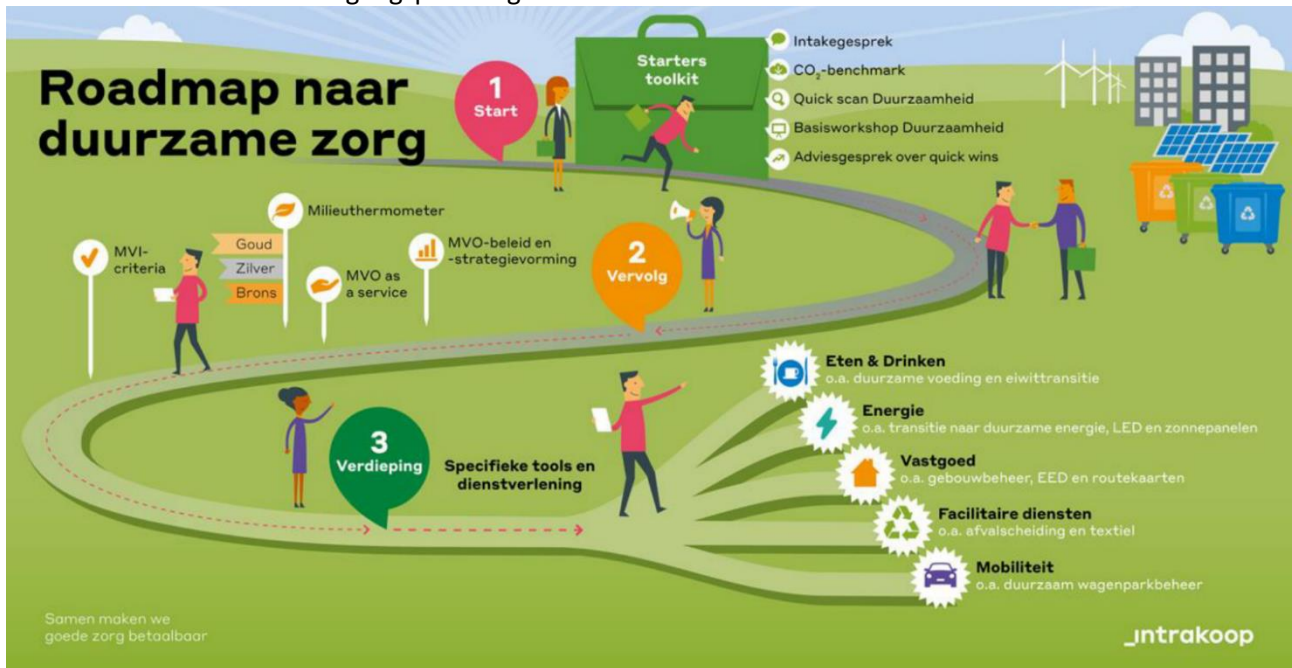 Roadmap naar
duurzame zorg
1
Start
Starters
toolkit
Intakegesprek
CO₂-benchmark
Quick scan Duurzaamheid
Basisworkshop Duurzaamheid
Adviesgesprek over quick wins
2
Vervolg
MVO-beleid en
-strategievorming
MVO as
a service
Milieuthermometer
Goud
Zilver
Brons
MVI-
criteria
3
Verdieping
Specifieke tools en
dienstverlening
Eten & Drinken
o.a. duurzame voeding en eiwittransitie
Energie
o.a. transitie naar duurzame energie, LED en zonnepanelen
Vastgoed
o.a. gebouwbeheer, EED en routekaarten
Facilitaire diensten
o.a. afvalscheiding en textiel
Mobiliteit
o.a. duurzaam wagenparkbeheer
Samen maken we
goede zorg betaalbaar
_intrakoop